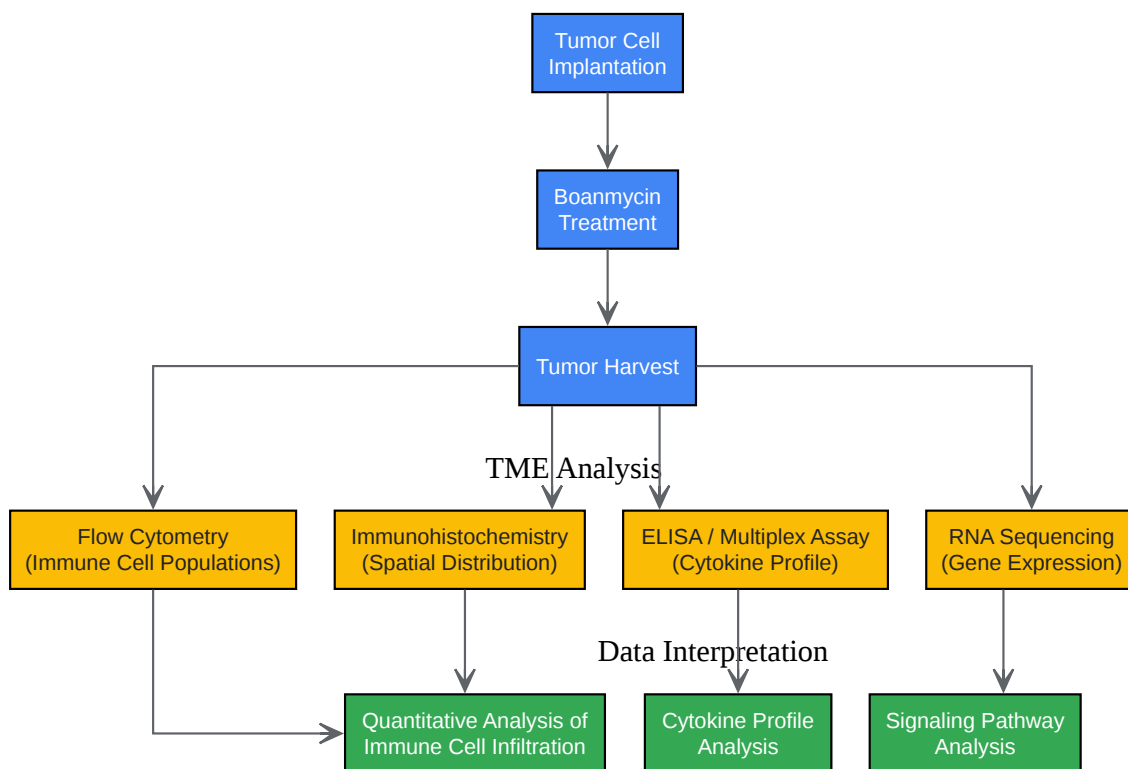 Tumor Cell
Implantation
Boanmycin
Treatment
Tumor Harvest
TME Analysis
Flow Cytometry
(Immune Cell Populations)
Immunohistochemistry
(Spatial Distribution)
ELISA / Multiplex Assay
(Cytokine Profile)
RNA Sequencing
(Gene Expression)
Data Interpretation
Quantitative Analysis of
Immune Cell Infiltration
Cytokine Profile
Analysis
Signaling Pathway
Analysis